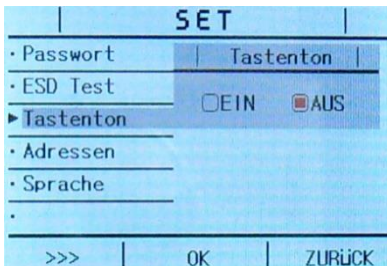 SET
· Passwort
Tastenton
· ESD Test
EIN AUS
▶ Tastenton
· Adressen
· Sprache
·
>>> OK ZURÜCK